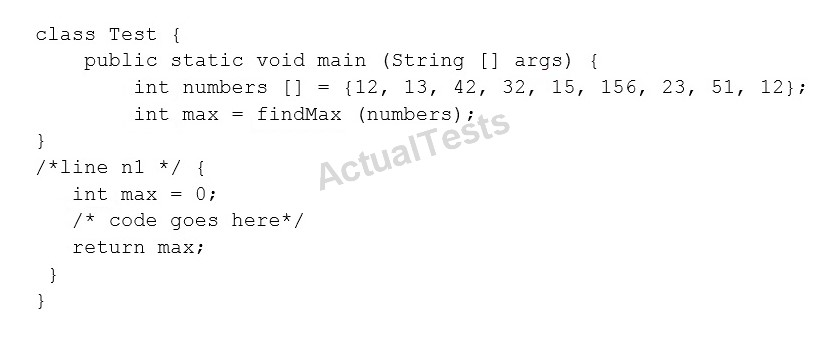 class Test {
    public static void main (String [] args) {
        int numbers [] = {12, 13, 42, 32, 15, 156, 23, 51, 12};
        int max = findMax (numbers);
}
/*line n1 */ {
   int max = 0;
   /* code goes here*/
   return max;
 }
}
ActualTests